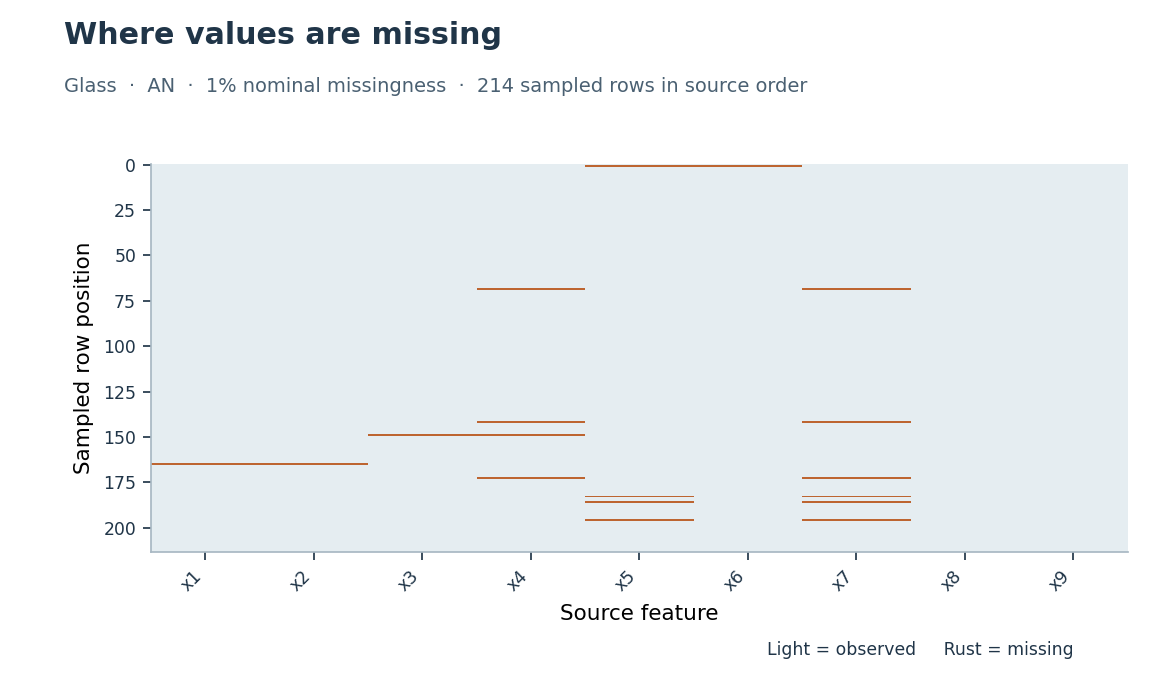 Where values are missing
Glass · AN · 1% nominal missingness · 214 sampled rows in source order
0
25
50
75
100
125
150
175
200
Sampled row position
x1 x2 x3 x4 x5 x6 x7 x8 x9
Source feature
Light = observed Rust = missing